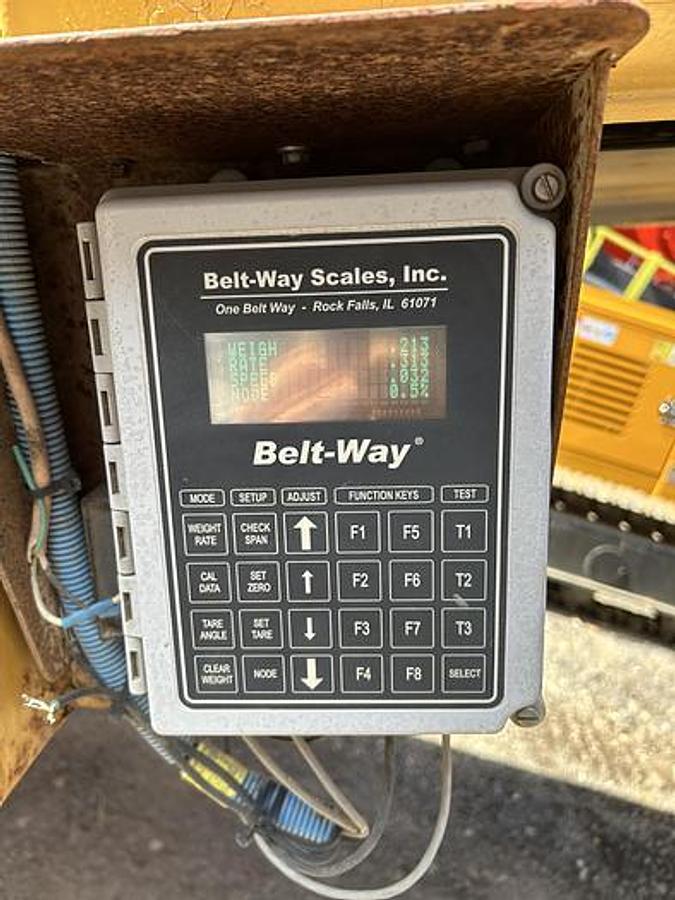 Belt-Way Scales, Inc.
One Belt Way - Rock Falls, IL 61071
WEIGH
RATE
Belt-Way®
MODE SETUP ADJUST FUNCTION KEYS TEST
WEIGHT RATE CHECK SPAN F1 F5 T1
CAL DATA SET ZERO F2 F6 T2
TARE ANGLE SET TARE F3 F7 T3
CLEAR WEIGHT NODE F4 F8 SELECT